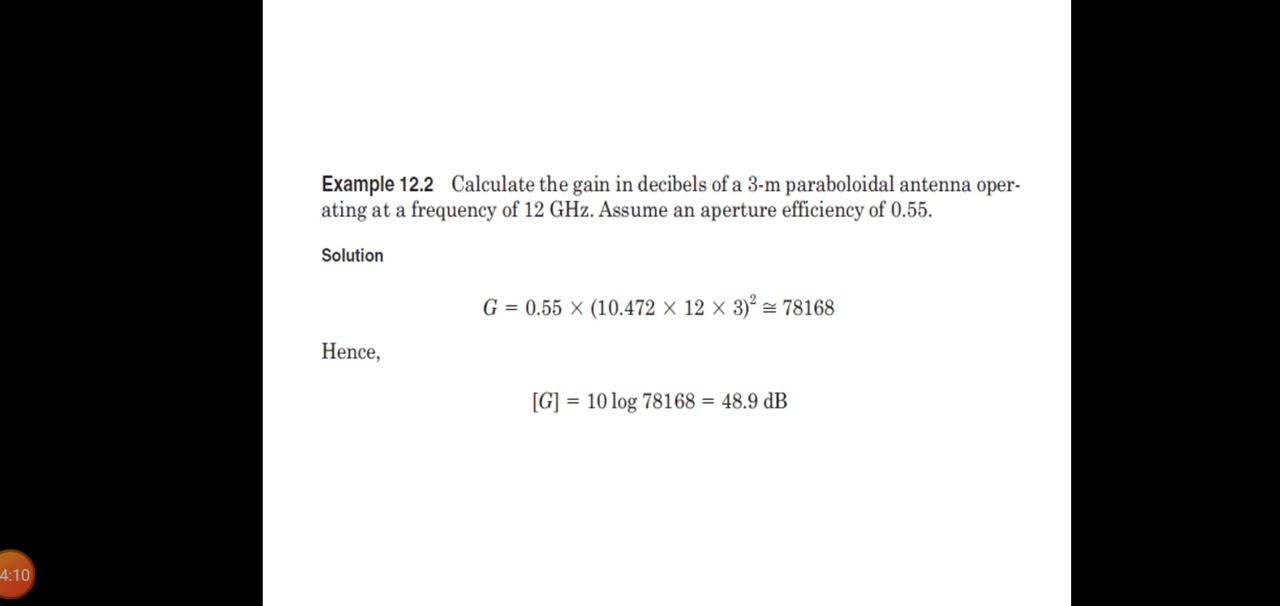 Example 12.2 Calculate the gain in decibels of a 3-m paraboloidal antenna oper-
ating at a frequency of 12 GHz. Assume an aperture efficiency of 0.55.
Solution
G = 0.55 × (10.472 × 12 × 3)² ≅ 78168
Hence,
[G] = 10 log 78168 = 48.9 dB
4:10